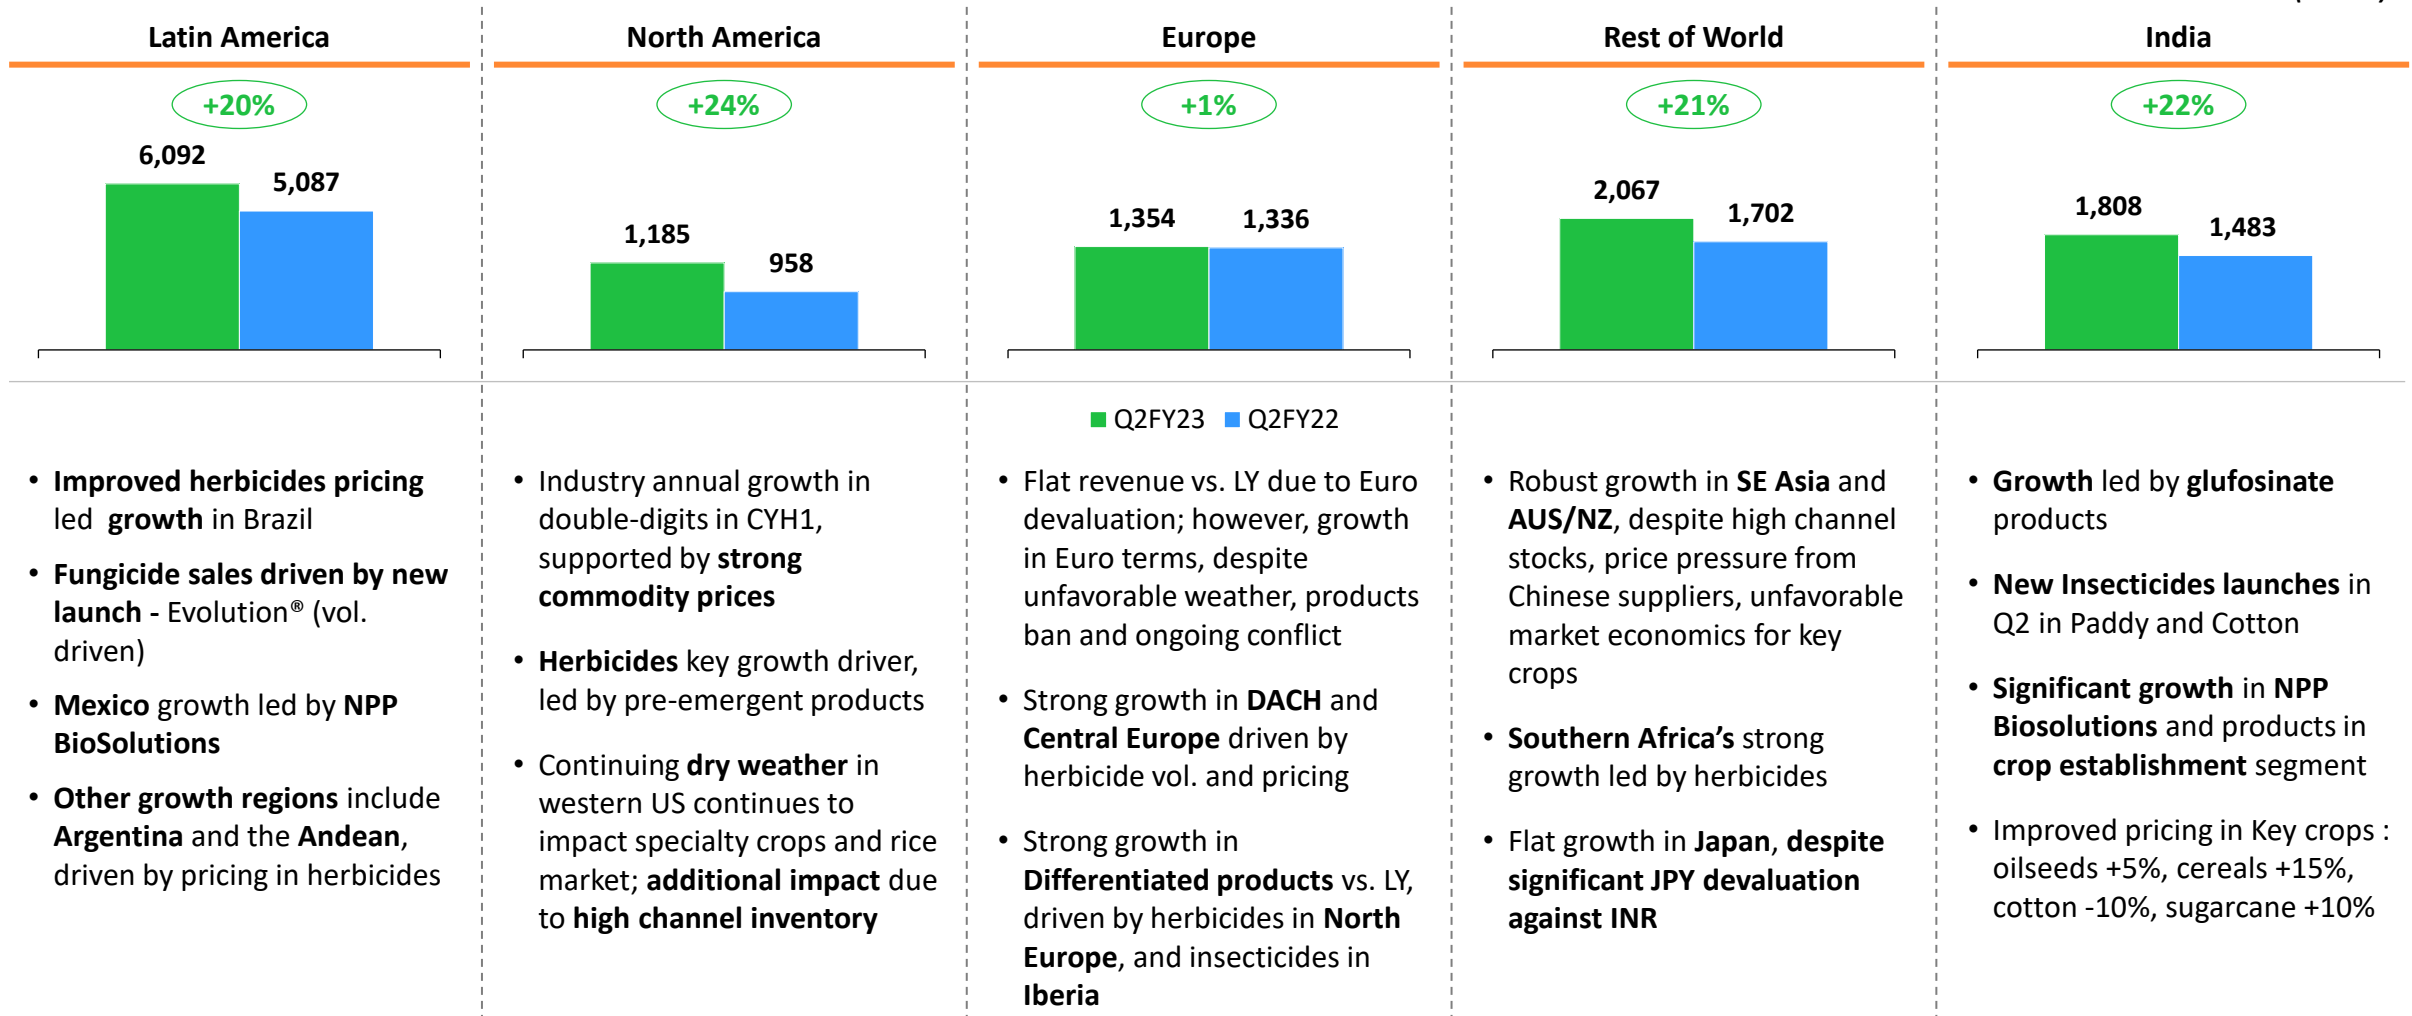 Latin America
+20%
6,092
5,087
North America
+24%
1,185
958
Europe
+1%
1,354
1,336
Rest of World
+21%
2,067
1,702
India
+22%
1,808
1,483
Q2FY23 Q2FY22
• Improved herbicides pricing
led growth in Brazil
• Fungicide sales driven by new
launch - Evolution® (vol.
driven)
• Mexico growth led by NPP
BioSolutions
• Other growth regions include
Argentina and the Andean,
driven by pricing in herbicides
• Industry annual growth in
double-digits in CYH1,
supported by strong
commodity prices
• Herbicides key growth driver,
led by pre-emergent products
• Continuing dry weather in
western US continues to
impact specialty crops and rice
market; additional impact due
to high channel inventory
• Flat revenue vs. LY due to Euro
devaluation; however, growth
in Euro terms, despite
unfavorable weather, products
ban and ongoing conflict
• Strong growth in DACH and
Central Europe driven by
herbicide vol. and pricing
• Strong growth in
Differentiated products vs. LY,
driven by herbicides in North
Europe, and insecticides in
Iberia
• Robust growth in SE Asia and
AUS/NZ, despite high channel
stocks, price pressure from
Chinese suppliers, unfavorable
market economics for key
crops
• Southern Africa’s strong
growth led by herbicides
• Flat growth in Japan, despite
significant JPY devaluation
against INR
• Growth led by glufosinate
products
• New Insecticides launches in
Q2 in Paddy and Cotton
• Significant growth in NPP
Biosolutions and products in
crop establishment segment
• Improved pricing in Key crops :
oilseeds +5%, cereals +15%,
cotton -10%, sugarcane +10%